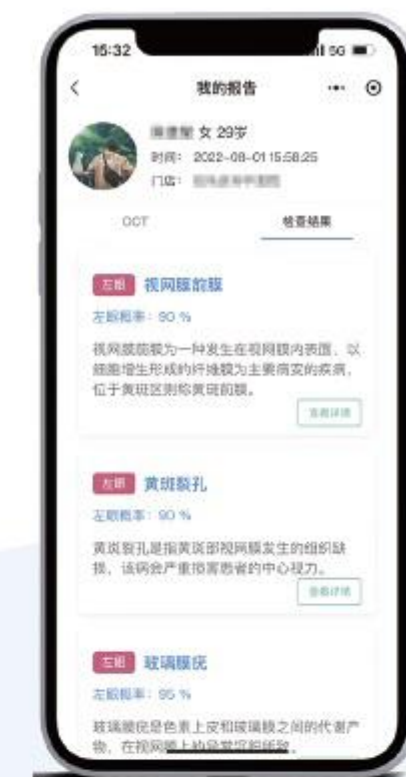 15:32
5G
我的报告
女 29岁
时间： 2022-08-01 15:58:25
门店：
OCT
检查结果
左眼 视网膜前膜
左眼概率：90 %
视网膜前膜为一种发生在视网膜内表面，以
细胞增生形成的纤维膜为主要病变的疾病，
位于黄斑区则称黄斑前膜。
查看详情
左眼 黄斑裂孔
左眼概率：90 %
黄斑裂孔是指黄斑部视网膜发生的组织缺
损，该病会严重损害患者的中心视力。
查看详情
左眼 玻璃膜疣
左眼概率：95 %
玻璃膜疣是色素上皮和玻璃膜之间的代谢产
物，在视网膜上的异常沉积所致。